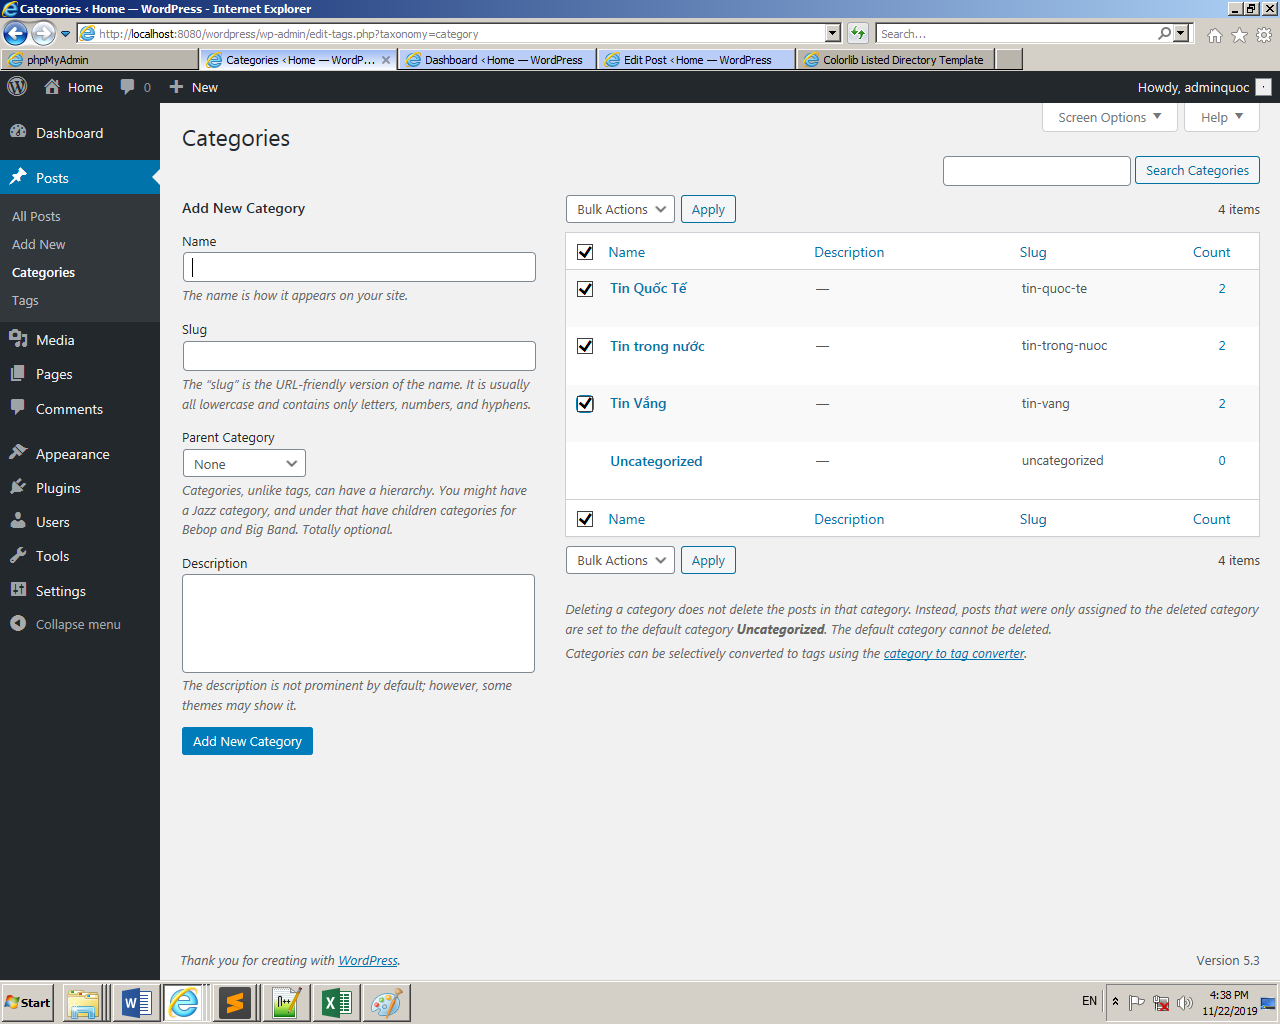 Categories ‹ Home — WordPress - Internet Explorer
http://localhost:8080/wordpress/wp-admin/edit-tags.php?taxonomy=category
Search...
phpMyAdmin
Categories ‹ Home — WordP...
Dashboard ‹ Home — WordPress
Edit Post ‹ Home — WordPress
Colorlib Listed Directory Template
Home
0
New
Howdy, adminquoc
Dashboard
Posts
All Posts
Add New
Categories
Tags
Media
Pages
Comments
Appearance
Plugins
Users
Tools
Settings
Collapse menu
Screen Options
Help
Categories
Search Categories
Add New Category
Name
The name is how it appears on your site.
Slug
The “slug” is the URL-friendly version of the name. It is usually
all lowercase and contains only letters, numbers, and hyphens.
Parent Category
None
Categories, unlike tags, can have a hierarchy. You might have
a Jazz category, and under that have children categories for
Bebop and Big Band. Totally optional.
Description
The description is not prominent by default; however, some
themes may show it.
Add New Category
Bulk Actions
Apply
4 items
Name Description Slug Count
Tin Quốc Tế — tin-quoc-te 2
Tin trong nước — tin-trong-nuoc 2
Tin Vắng — tin-vang 2
Uncategorized — uncategorized 0
Name Description Slug Count
Bulk Actions
Apply
4 items
Deleting a category does not delete the posts in that category. Instead, posts that were only assigned to the deleted category
are set to the default category Uncategorized. The default category cannot be deleted.
Categories can be selectively converted to tags using the category to tag converter.
Thank you for creating with WordPress.
Version 5.3
Start
EN
4:38 PM
11/22/2019